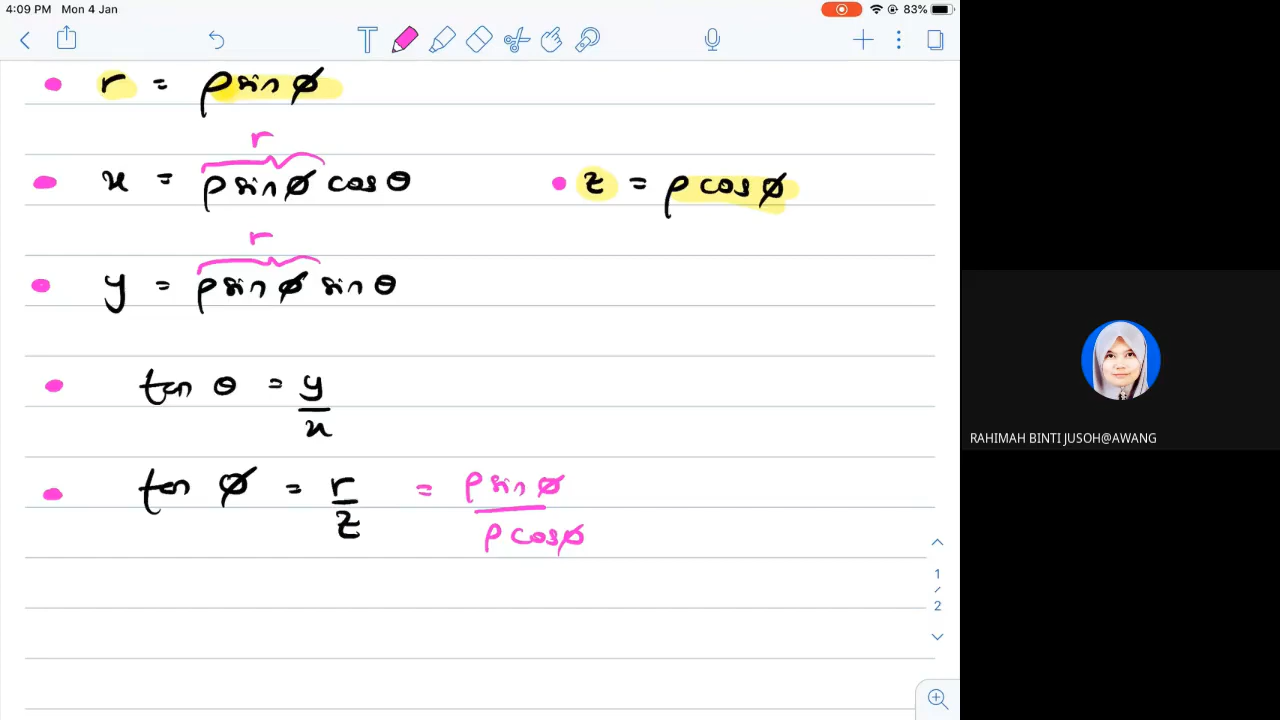 4:09 PM Mon 4 Jan 83%
r = ρ sin φ
r
x = ρ sin φ cos θ
z = ρ cos φ
r
y = ρ sin φ sin θ
tan θ = y/x
tan φ = r/z = ρ sin φ / ρ cos φ
RAHIMAH BINTI JUSOH@AWANG
1
/
2